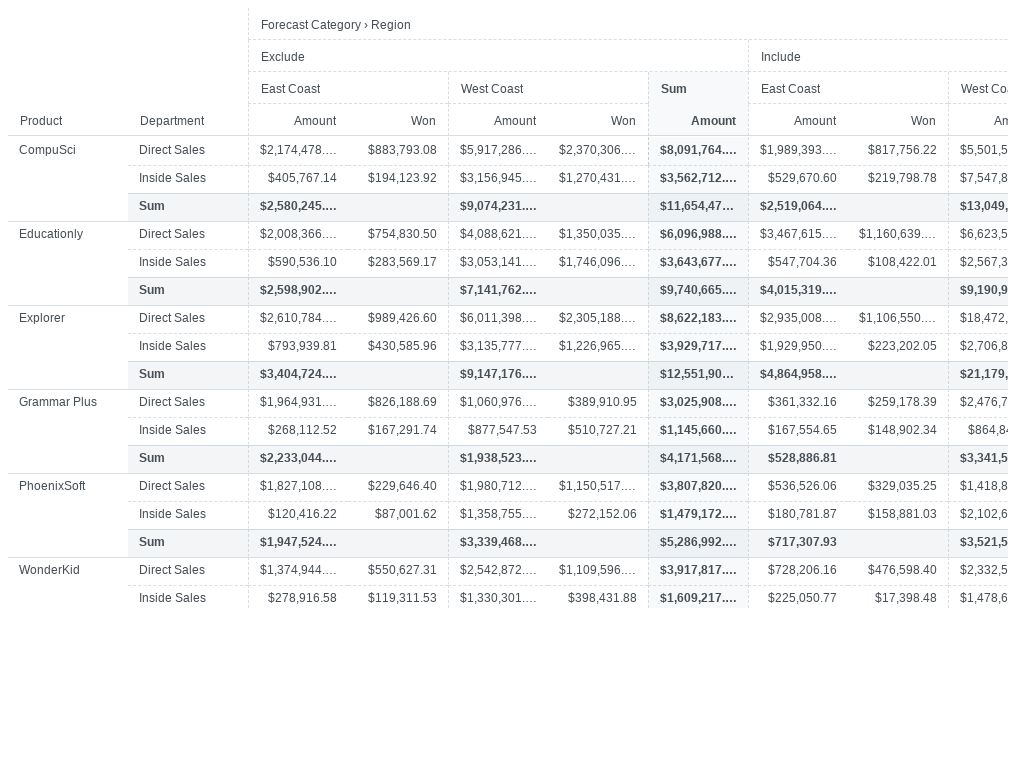 Forecast Category › Region
Exclude Include
East Coast West Coast Sum East Coast West Co
Product Department Amount Won Amount Won Amount Amount Won Am
CompuSci Direct Sales $2,174,478.… $883,793.08 $5,917,286.… $2,370,306.… $8,091,764.… $1,989,393.… $817,756.22 $5,501,5
Inside Sales $405,767.14 $194,123.92 $3,156,945.… $1,270,431.… $3,562,712.… $529,670.60 $219,798.78 $7,547,8
Sum $2,580,245.… $9,074,231.… $11,654,47… $2,519,064.… $13,049,
Educationly Direct Sales $2,008,366.… $754,830.50 $4,088,621.… $1,350,035.… $6,096,988.… $3,467,615.… $1,160,639.… $6,623,5
Inside Sales $590,536.10 $283,569.17 $3,053,141.… $1,746,096.… $3,643,677.… $547,704.36 $108,422.01 $2,567,3
Sum $2,598,902.… $7,141,762.… $9,740,665.… $4,015,319.… $9,190,9
Explorer Direct Sales $2,610,784.… $989,426.60 $6,011,398.… $2,305,188.… $8,622,183.… $2,935,008.… $1,106,550.… $18,472,
Inside Sales $793,939.81 $430,585.96 $3,135,777.… $1,226,965.… $3,929,717.… $1,929,950.… $223,202.05 $2,706,8
Sum $3,404,724.… $9,147,176.… $12,551,90… $4,864,958.… $21,179,
Grammar Plus Direct Sales $1,964,931.… $826,188.69 $1,060,976.… $389,910.95 $3,025,908.… $361,332.16 $259,178.39 $2,476,7
Inside Sales $268,112.52 $167,291.74 $877,547.53 $510,727.21 $1,145,660.… $167,554.65 $148,902.34 $864,84
Sum $2,233,044.… $1,938,523.… $4,171,568.… $528,886.81 $3,341,5
PhoenixSoft Direct Sales $1,827,108.… $229,646.40 $1,980,712.… $1,150,517.… $3,807,820.… $536,526.06 $329,035.25 $1,418,8
Inside Sales $120,416.22 $87,001.62 $1,358,755.… $272,152.06 $1,479,172.… $180,781.87 $158,881.03 $2,102,6
Sum $1,947,524.… $3,339,468.… $5,286,992.… $717,307.93 $3,521,5
WonderKid Direct Sales $1,374,944.… $550,627.31 $2,542,872.… $1,109,596.… $3,917,817.… $728,206.16 $476,598.40 $2,332,5
Inside Sales $278,916.58 $119,311.53 $1,330,301.… $398,431.88 $1,609,217.… $225,050.77 $17,398.48 $1,478,6